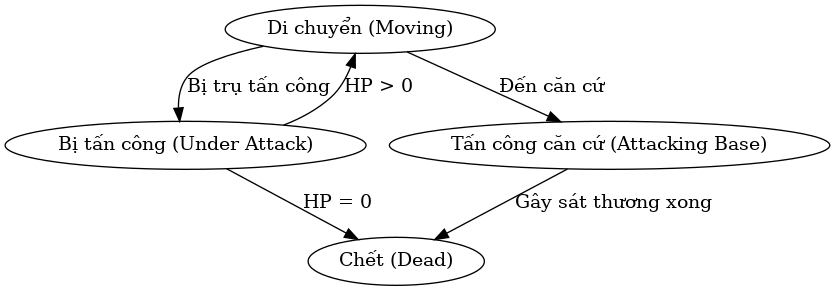 Di chuyển (Moving)
Bị trụ tấn công
HP > 0
Đến căn cứ
Bị tấn công (Under Attack)
Tấn công căn cứ (Attacking Base)
HP = 0
Gây sát thương xong
Chết (Dead)